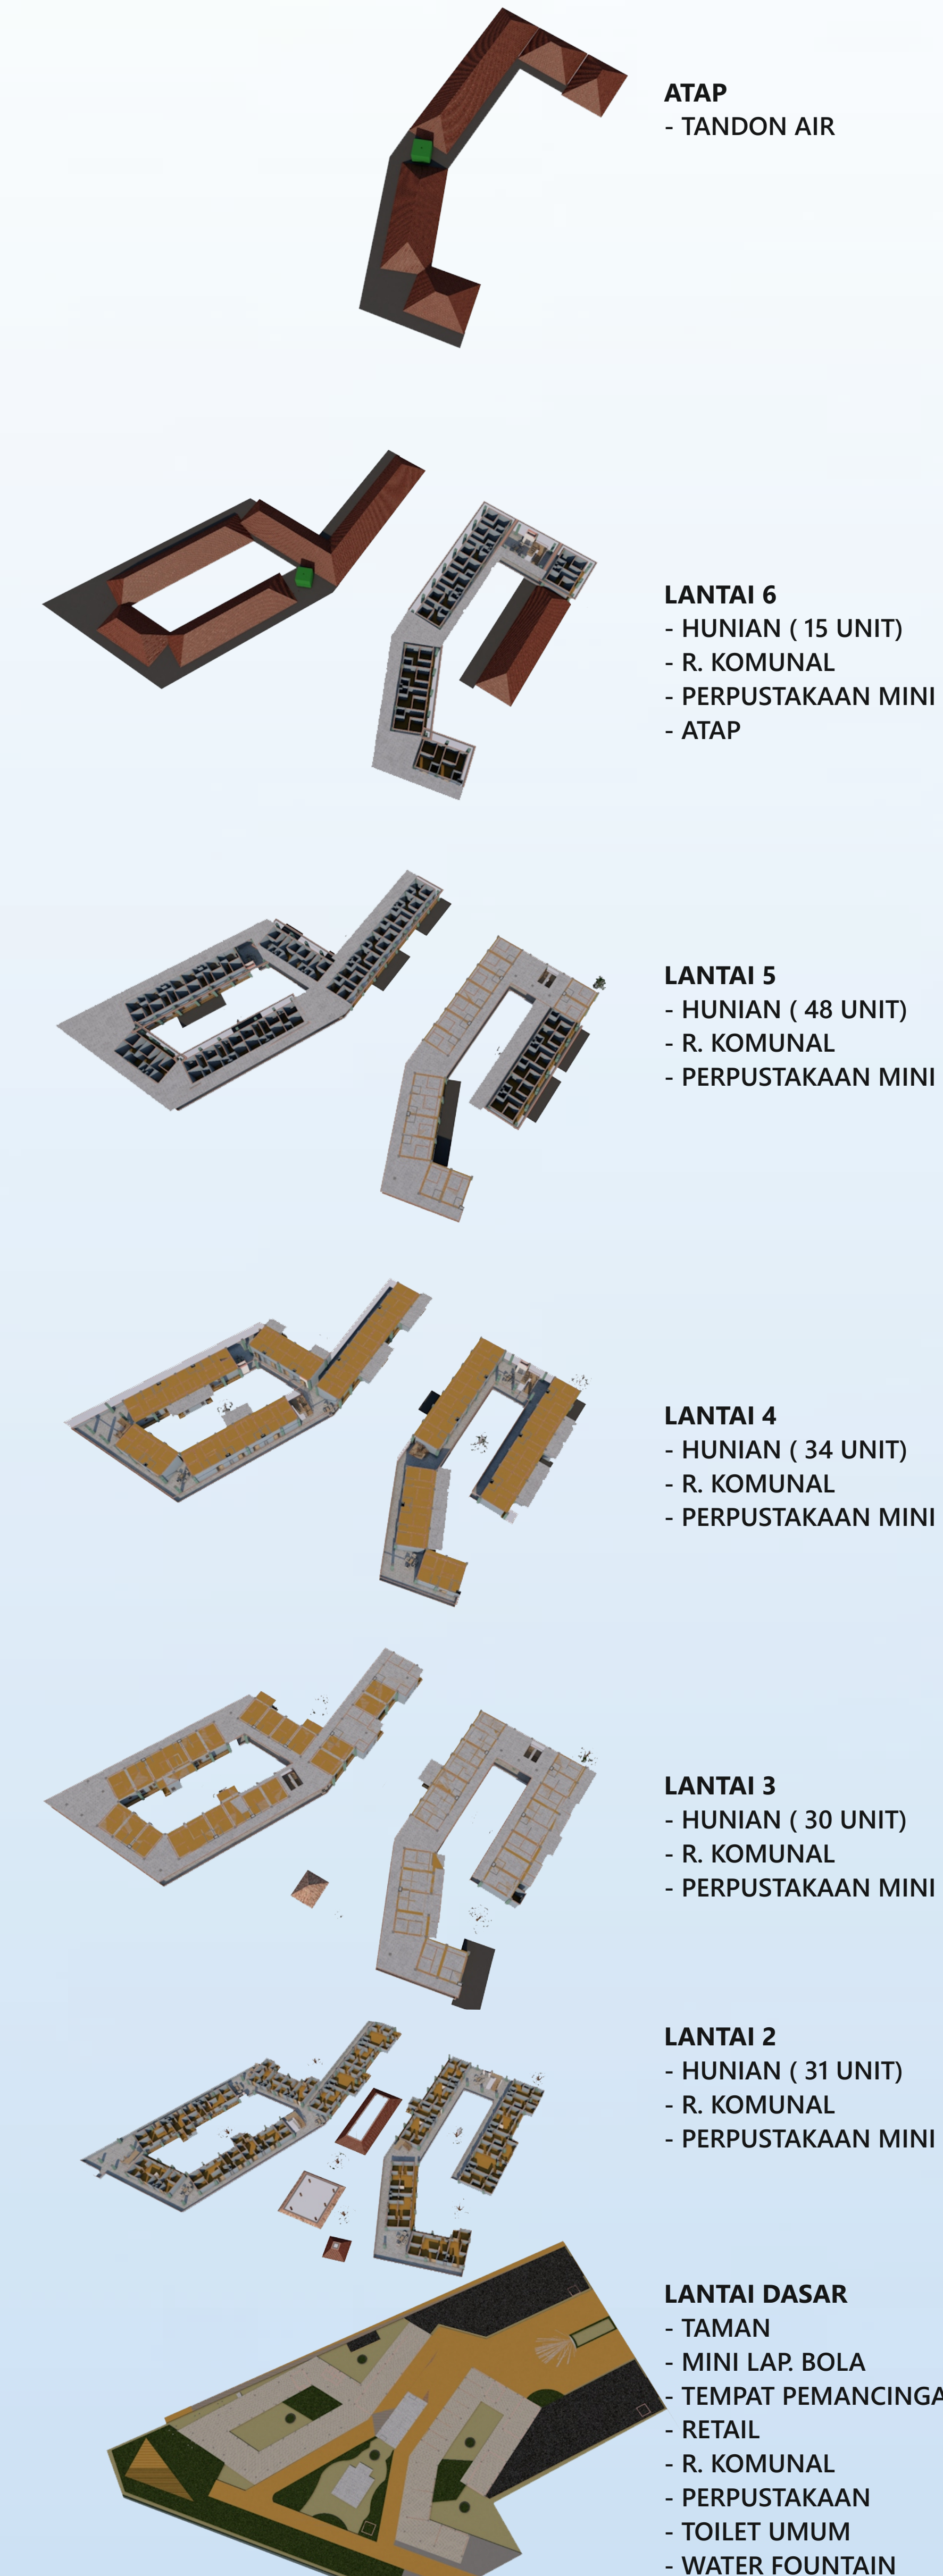 ATAP
- TANDON AIR
LANTAI 6
- HUNIAN ( 15 UNIT)
- R. KOMUNAL
- PERPUSTAKAAN MINI
- ATAP
LANTAI 5
- HUNIAN ( 48 UNIT)
- R. KOMUNAL
- PERPUSTAKAAN MINI
LANTAI 4
- HUNIAN ( 34 UNIT)
- R. KOMUNAL
- PERPUSTAKAAN MINI
LANTAI 3
- HUNIAN ( 30 UNIT)
- R. KOMUNAL
- PERPUSTAKAAN MINI
LANTAI 2
- HUNIAN ( 31 UNIT)
- R. KOMUNAL
- PERPUSTAKAAN MINI
LANTAI DASAR
- TAMAN
- MINI LAP. BOLA
- TEMPAT PEMANCINGA
- RETAIL
- R. KOMUNAL
- PERPUSTAKAAN
- TOILET UMUM
- WATER FOUNTAIN